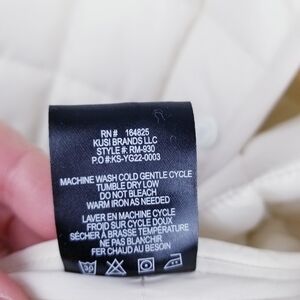 RN# 164825
KUSI BRANDS LLC
STYLE #: RM-930
P.O #:KS-YG22-0003
MACHINE WASH COLD GENTLE CYCLE
TUMBLE DRY LOW
DO NOT BLEACH
WARM IRON AS NEEDED
LAVER EN MACHINE CYCLE
FROID SUR CYCLE DOUX
SÉCHER À BRASSE TEMPÉRATURE
NE PAS BLANCHIR
FER CHAUD AU BESOIN